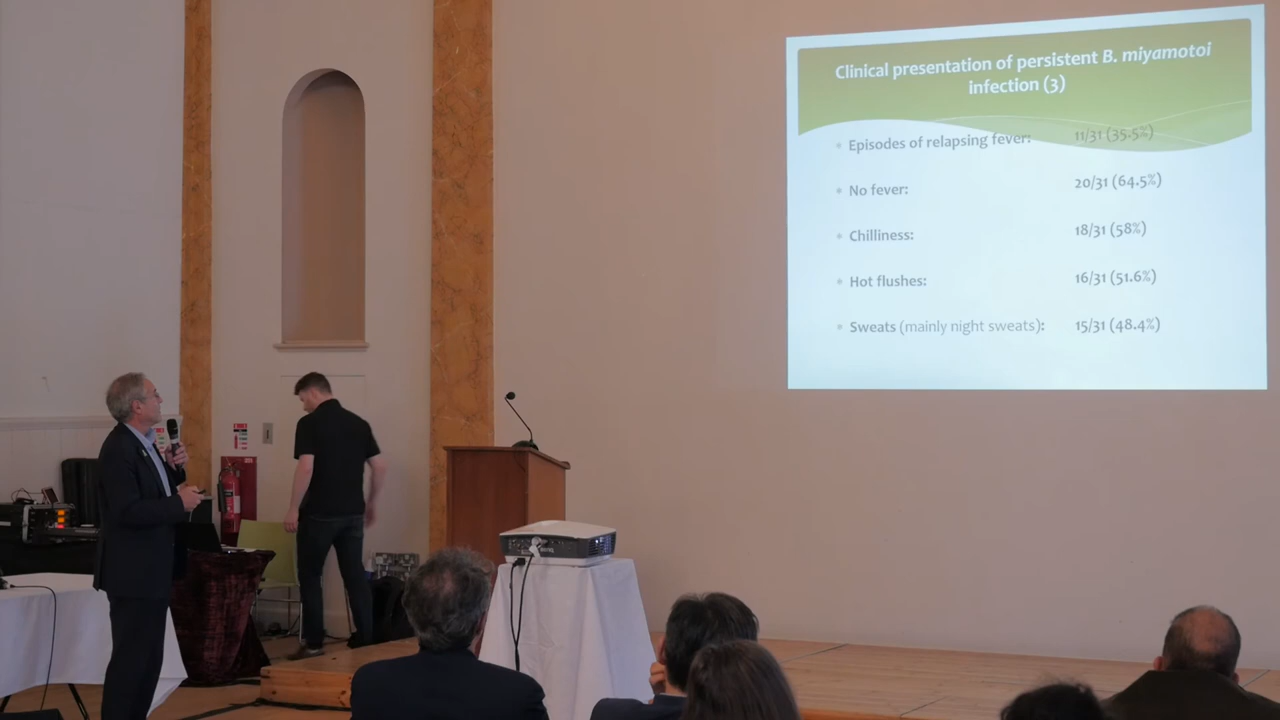 Clinical presentation of persistent B. miyamotoi
infection (3)
Episodes of relapsing fever: 11/31 (35.5%)
No fever: 20/31 (64.5%)
Chilliness: 18/31 (58%)
Hot flushes: 16/31 (51.6%)
Sweats (mainly night sweats): 15/31 (48.4%)